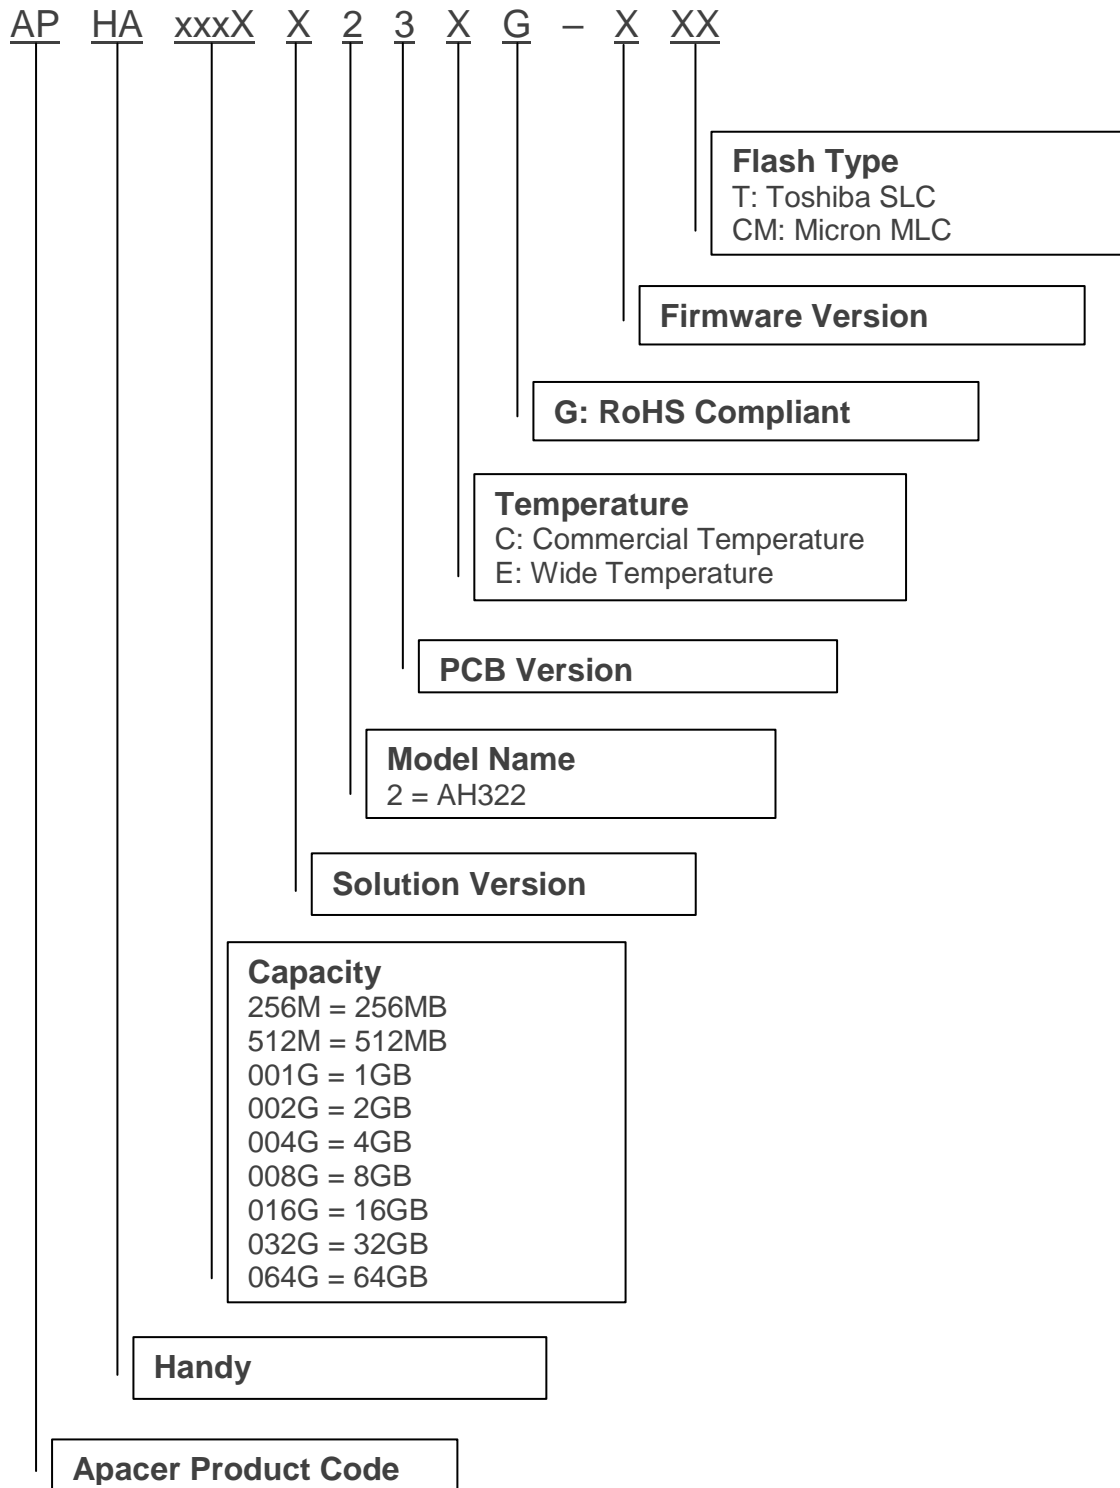 AP HA xxxX X 2 3 X G – X XX
Flash Type
T: Toshiba SLC
CM: Micron MLC
Firmware Version
G: RoHS Compliant
Temperature
C: Commercial Temperature
E: Wide Temperature
PCB Version
Model Name
2 = AH322
Solution Version
Capacity
256M = 256MB
512M = 512MB
001G = 1GB
002G = 2GB
004G = 4GB
008G = 8GB
016G = 16GB
032G = 32GB
064G = 64GB
Handy
Apacer Product Code